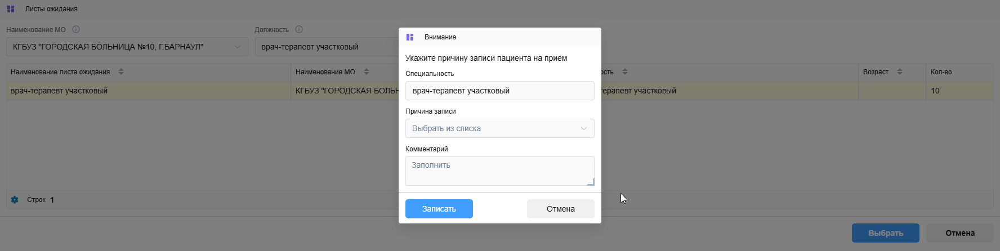 Листы ожидания
Наименование МО
Должность
КГБУЗ "ГОРОДСКАЯ БОЛЬНИЦА №10, Г.БАРНАУЛ"
врач-терапевт участковый
Наименование листа ожидания
Наименование МО
ость
Возраст
Кол-во
врач-терапевт участковый
КГБУЗ "ГОРОДСКАЯ БОЛЬН
терапевт участковый
10
Строк 1
Выбрать
Отмена
Внимание
Укажите причину записи пациента на прием
Специальность
врач-терапевт участковый
Причина записи
Выбрать из списка
Комментарий
Заполнить
Записать
Отмена